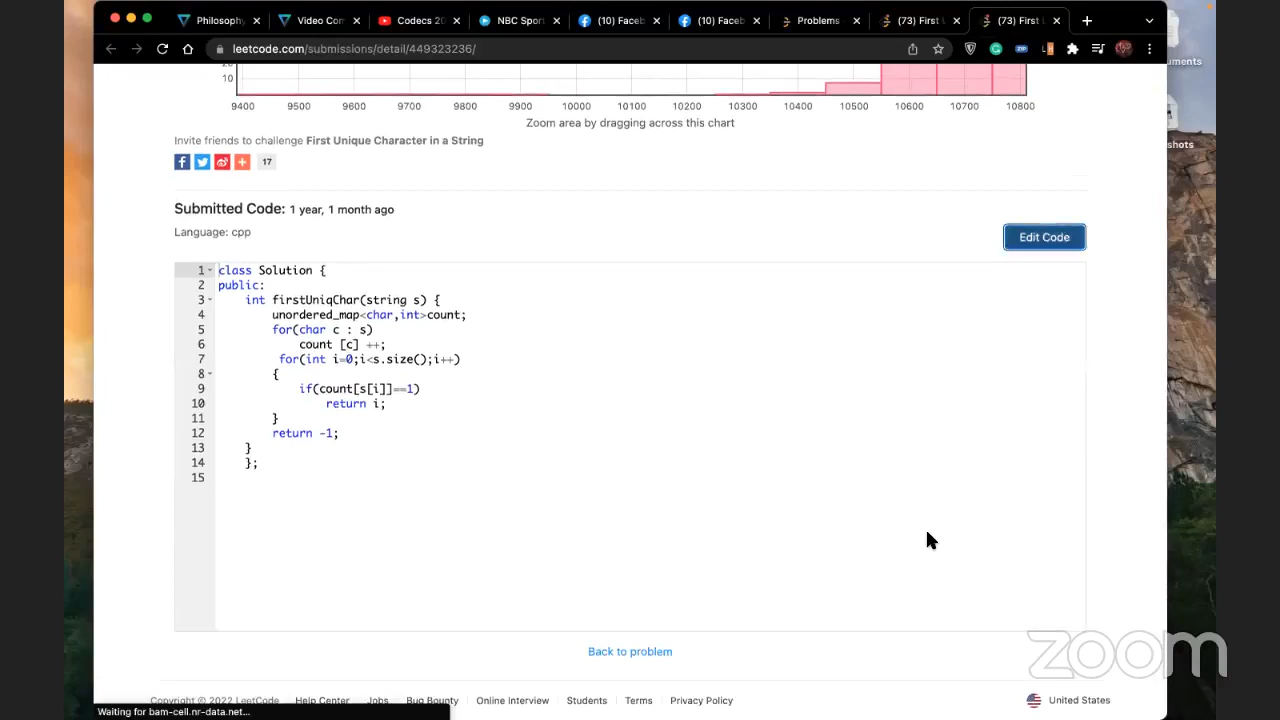 Philosophy
Video Com
Codecs 20
NBC Sport
(10) Faceb
(10) Faceb
Problems -
(73) First U
(73) First U
leetcode.com/submissions/detail/449323236/
uments
shots
10
9400 9500 9600 9700 9800 9900 10000 10100 10200 10300 10400 10500 10600 10700 10800
Zoom area by dragging across this chart
Invite friends to challenge First Unique Character in a String
17
Submitted Code: 1 year, 1 month ago
Language: cpp
Edit Code
1 class Solution {
2 public:
3 int firstUniqChar(string s) {
4 unordered_map<char,int>count;
5 for(char c : s)
6 count [c] ++;
7 for(int i=0;i<s.size();i++)
8 {
9 if(count[s[i]]==1)
10 return i;
11 }
12 return -1;
13 }
14 };
15
Back to problem
zoom
Copyright © 2022 LeetCode Help Center Jobs Bug Bounty Online Interview Students Terms Privacy Policy United States
Waiting for bam-cell.nr-data.net...